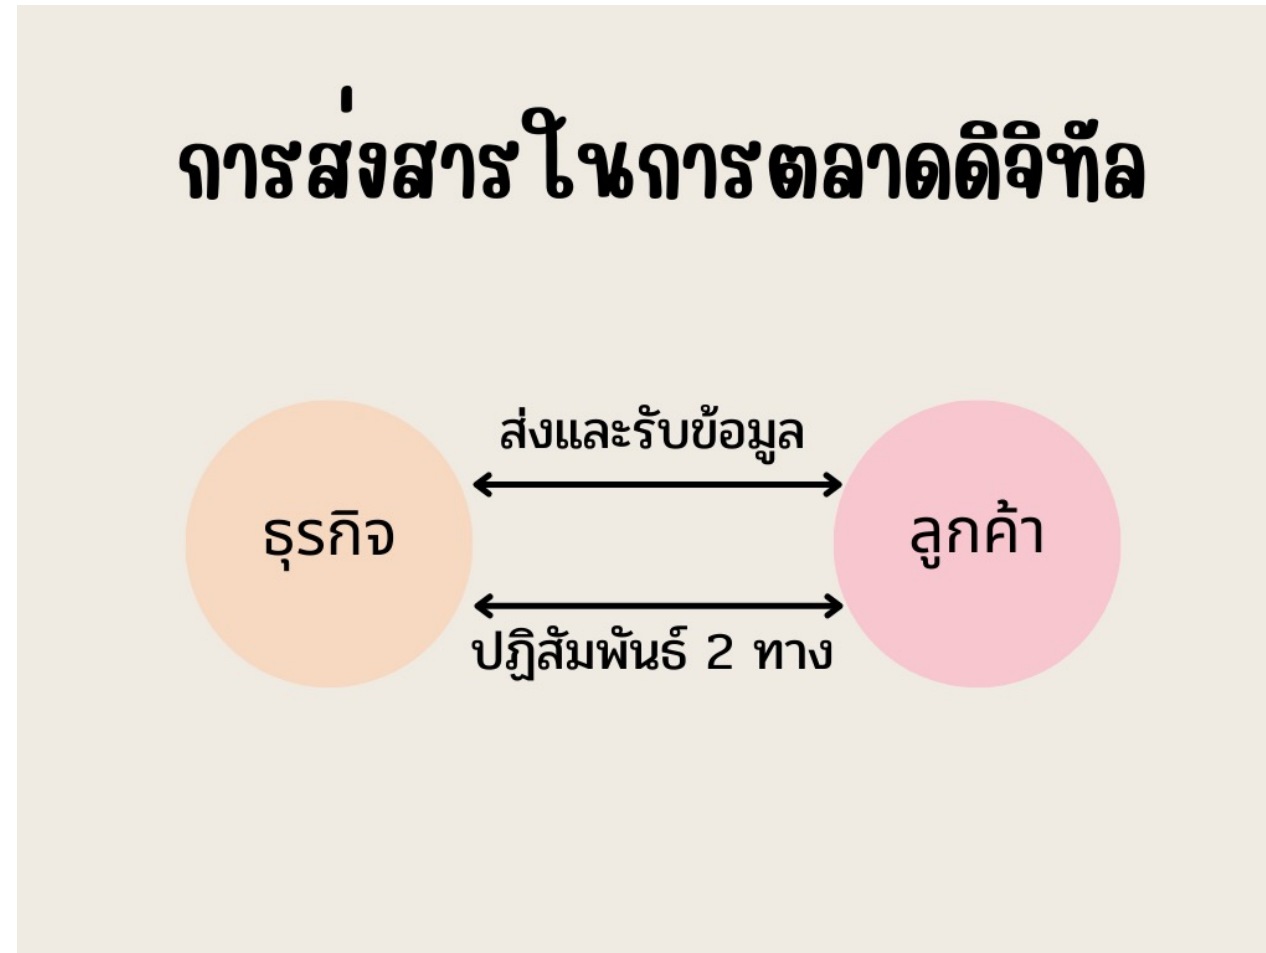 การส่งสารในการตลาดดิจิทัล
ส่งและรับข้อมูล
ธุรกิจ
ลูกค้า
ปฏิสัมพันธ์ 2 ทาง